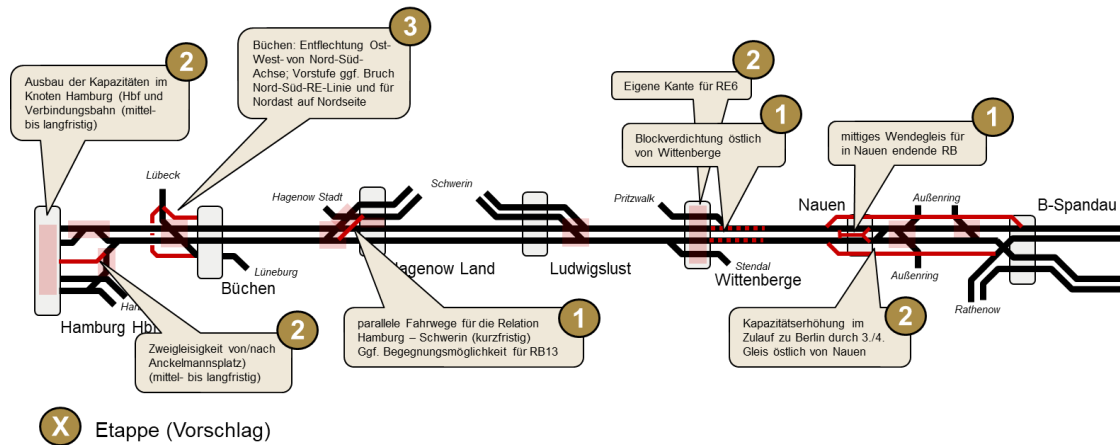 3
Büchen: Entflechtung Ost-
West- von Nord-Süd-
Achse; Vorstufe ggf. Bruch
Nord-Süd-RE-Linie und für
Nordast auf Nordseite
2
Ausbau der Kapazitäten im
Knoten Hamburg (Hbf und
Verbindungsbahn (mittel-
bis langfristig)
2
Eigene Kante für RE6
1
Blockverdichtung östlich
von Wittenberge
1
mittiges Wendegleis für
in Nauen endende RB
Lübeck
Hagenow Stadt
Schwerin
Pritzwalk
Nauen
Außenring
B-Spandau
Lüneburg
Büchen
Hagenow Land
Ludwigslust
Stendal
Wittenberge
Außenring
Rathenow
Hamburg Hbf
2
Zweigleisigkeit von/nach
Anckelmannsplatz)
(mittel- bis langfristig)
1
parallele Fahrwege für die Relation
Hamburg – Schwerin (kurzfristig)
Ggf. Begegnungsmöglichkeit für RB13
2
Kapazitätserhöhung im
Zulauf zu Berlin durch 3./4.
Gleis östlich von Nauen
X Etappe (Vorschlag)